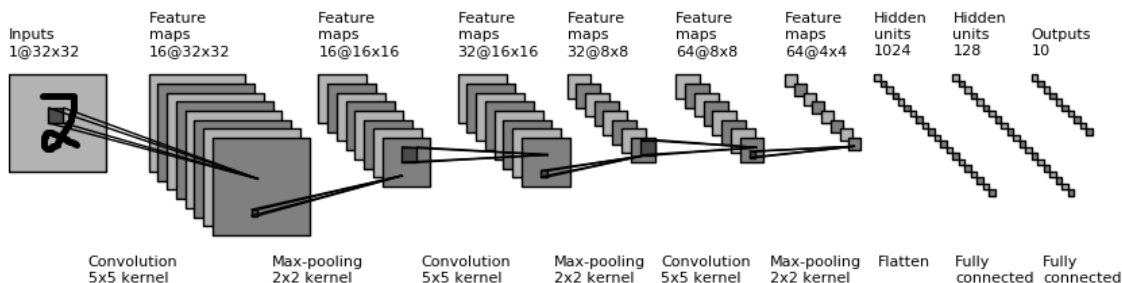 Inputs
1@32x32
Feature
maps
16@32x32
Feature
maps
16@16x16
Feature
maps
32@16x16
Feature
maps
32@8x8
Feature
maps
64@8x8
Feature
maps
64@4x4
Hidden
units
1024
Hidden
units
128
Outputs
10
Convolution
5x5 kernel
Max-pooling
2x2 kernel
Convolution
5x5 kernel
Max-pooling
2x2 kernel
Convolution
5x5 kernel
Max-pooling
2x2 kernel
Flatten
Fully
connected
Fully
connected